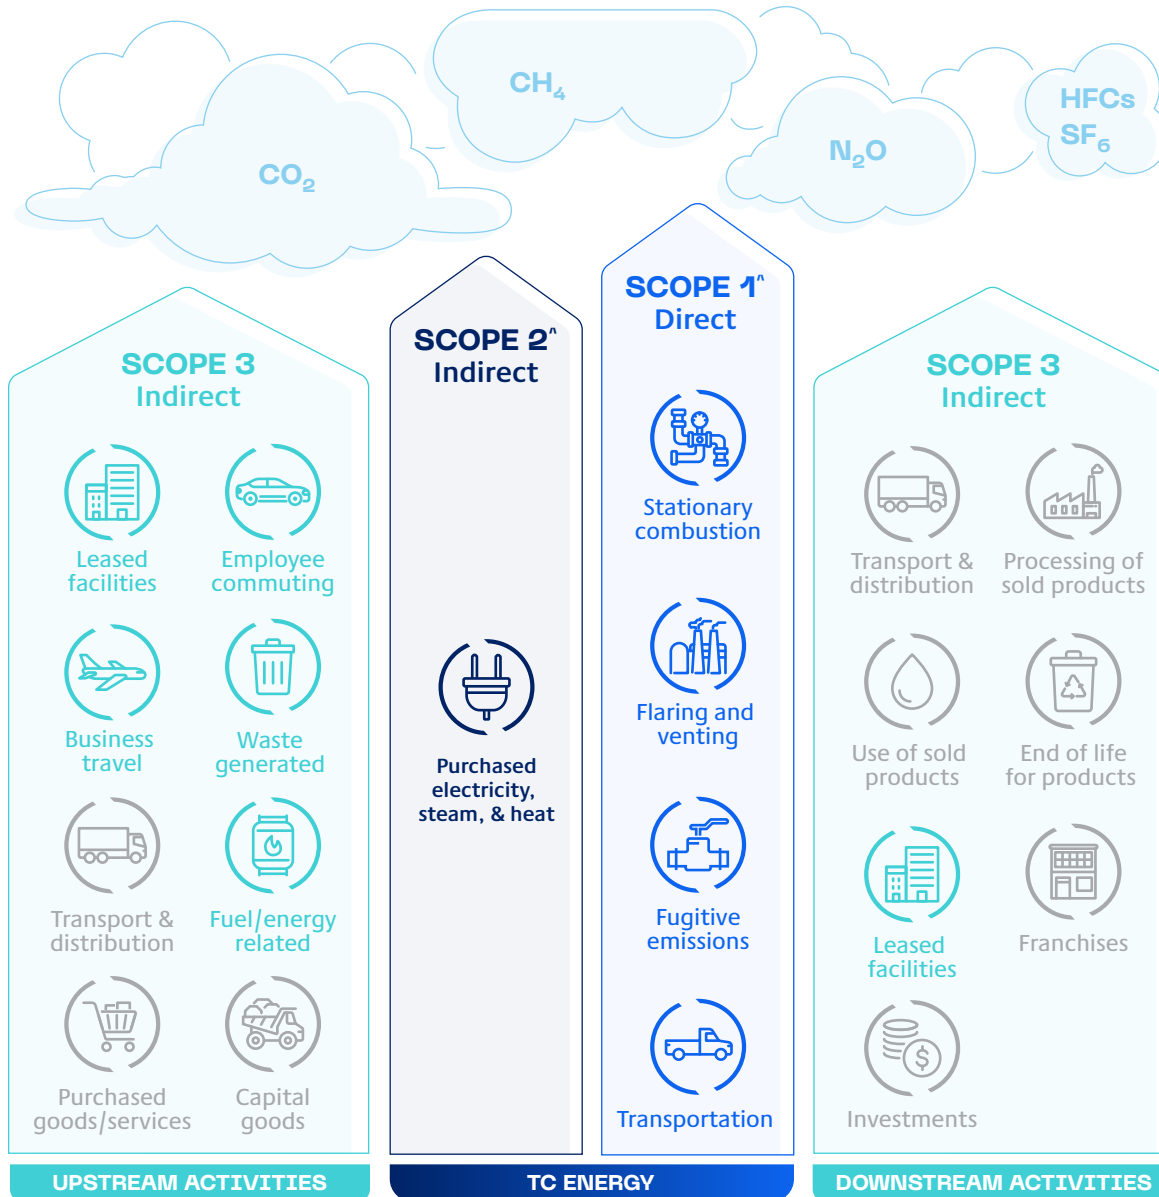 CH₄
HFCs
SF₆
N₂O
CO₂
SCOPE 3
Indirect
Leased
facilities
Employee
commuting
Business
travel
Waste
generated
Transport &
distribution
Fuel/energy
related
Purchased
goods/services
Capital
goods
UPSTREAM ACTIVITIES
SCOPE 2^
Indirect
Purchased
electricity,
steam, & heat
SCOPE 1^
Direct
Stationary
combustion
Flaring and
venting
Fugitive
emissions
Transportation
TC ENERGY
SCOPE 3
Indirect
Transport &
distribution
Processing of
sold products
Use of sold
products
End of life
for products
Leased
facilities
Franchises
Investments
$
DOWNSTREAM ACTIVITIES